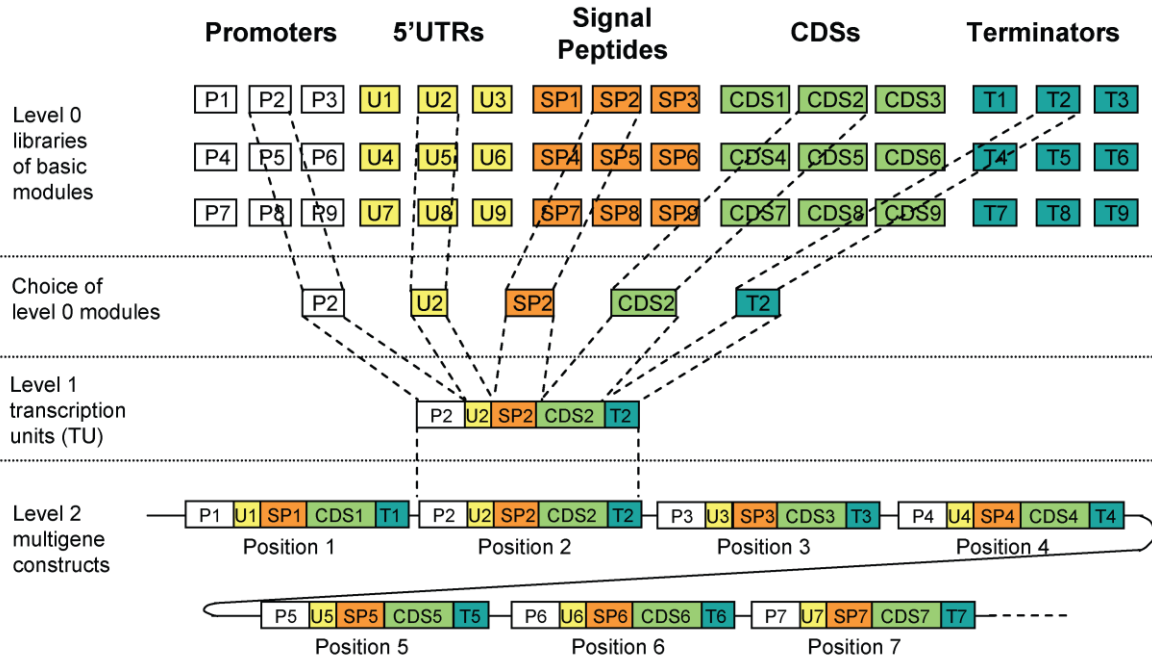 Promoters 5'UTRs Signal Peptides CDSs Terminators
Level 0 libraries of basic modules
P1 P2 P3 U1 U2 U3 SP1 SP2 SP3 CDS1 CDS2 CDS3 T1 T2 T3
P4 P5 P6 U4 U5 U6 SP4 SP5 SP6 CDS4 CDS5 CDS6 T4 T5 T6
P7 P8 P9 U7 U8 U9 SP7 SP8 SP9 CDS7 CDS8 CDS9 T7 T8 T9
Choice of level 0 modules
P2 U2 SP2 CDS2 T2
Level 1 transcription units (TU)
P2 U2 SP2 CDS2 T2
Level 2 multigene constructs
P1 U1 SP1 CDS1 T1 P2 U2 SP2 CDS2 T2 P3 U3 SP3 CDS3 T3 P4 U4 SP4 CDS4 T4
Position 1 Position 2 Position 3 Position 4
P5 U5 SP5 CDS5 T5 P6 U6 SP6 CDS6 T6 P7 U7 SP7 CDS7 T7
Position 5 Position 6 Position 7